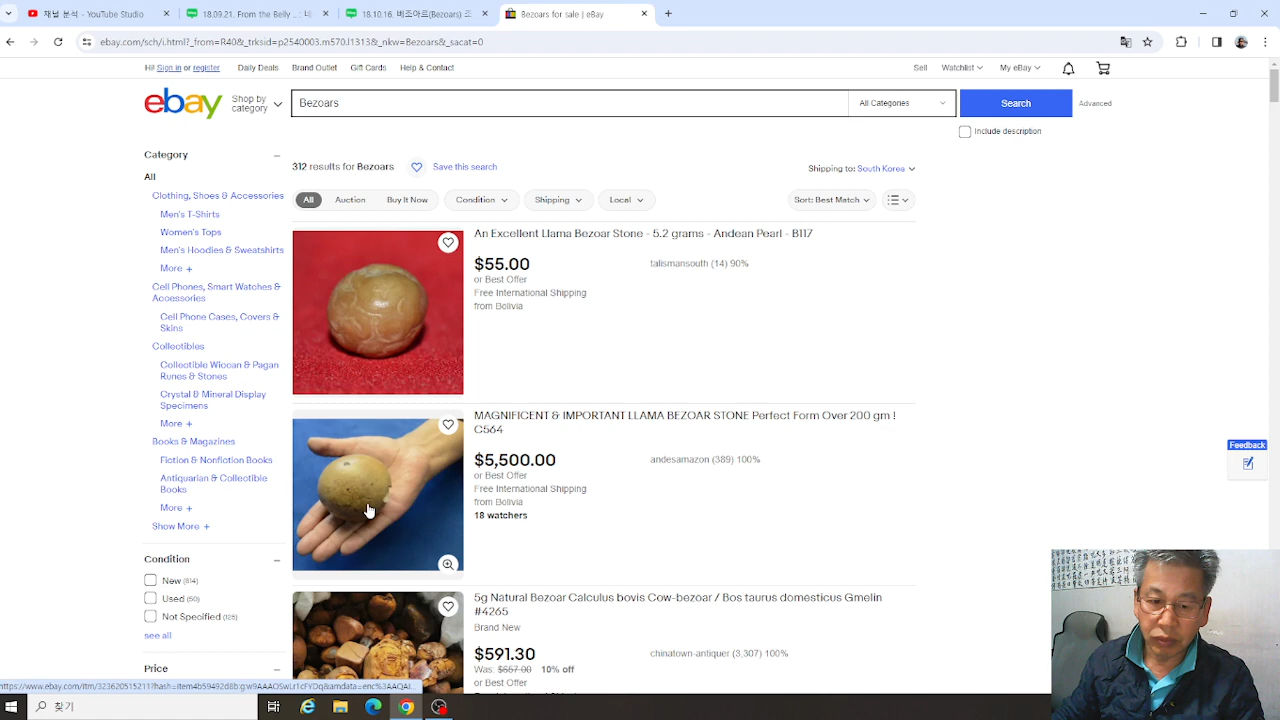 채널 분석 - YouTube Studio
18.09.21. From the Belly ..
Bezoars for sale | eBay
ebay.com/sch/i.html?_from=R40&_trksid=p2540003.m570.l1313&_nkw=Bezoars&_sacat=0
Hi! Sign in or register
Daily Deals
Brand Outlet
Gift Cards
Help & Contact
Sell
Watchlist
My eBay
ebay
Shop by
category
Bezoars
All Categories
Search
Advanced
Include description
Category
All
Clothing, Shoes & Accessories
Men's T-Shirts
Women's Tops
Men's Hoodies & Sweatshirts
More +
Cell Phones, Smart Watches &
Accessories
Cell Phone Cases, Covers &
Skins
Collectibles
Collectible Wiccan & Pagan
Runes & Stones
Crystal & Mineral Display
Specimens
More +
Books & Magazines
Fiction & Nonfiction Books
Antiquarian & Collectible
Books
More +
Show More +
Condition
New (814)
Used (50)
Not Specified (185)
see all
Price
312 results for Bezoars
Save this search
Shipping to: South Korea
All
Auction
Buy It Now
Condition
Shipping
Local
Sort: Best Match
An Excellent Llama Bezoar Stone - 5.2 grams - Andean Pearl - B117
$55.00
talismansouth (14) 90%
or Best Offer
Free International Shipping
from Bolivia
MAGNIFICENT & IMPORTANT LLAMA BEZOAR STONE Perfect Form Over 200 gm !
C564
$5,500.00
andesamazon (389) 100%
or Best Offer
Free International Shipping
from Bolivia
18 watchers
5g Natural Bezoar Calculus bovis Cow-bezoar / Bos taurus domesticus Gmelin
#4265
Brand New
$591.30
chinatown-antiquer (3,307) 100%
Was: $657.00 10% off
or Best Offer
Feedback
찾기